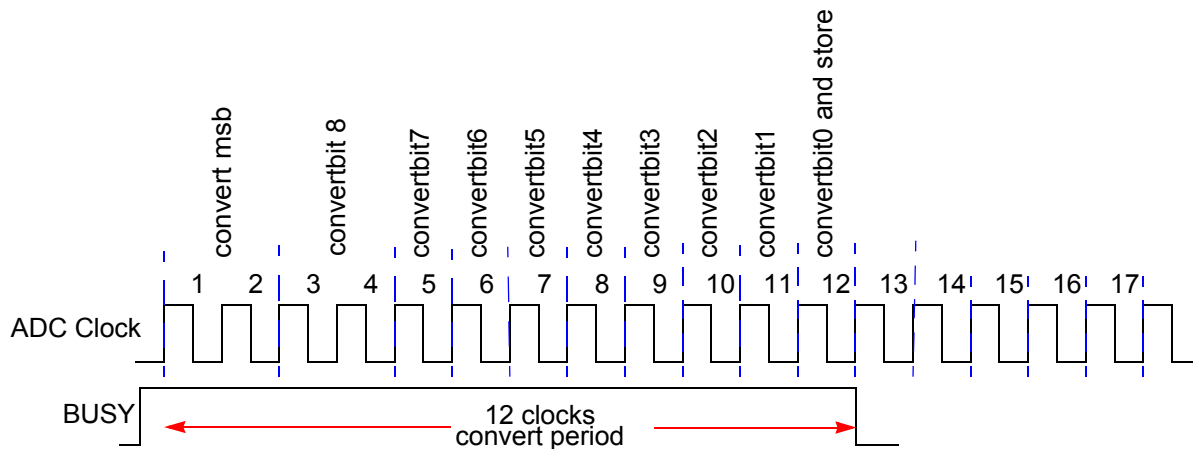 convert msb
convertbit 8
convertbit7
convertbit6
convertbit5
convertbit4
convertbit3
convertbit2
convertbit1
convertbit0 and store
1 2 3 4 5 6 7 8 9 10 11 12 13 14 15 16 17
ADC Clock
BUSY
12 clocks
convert period